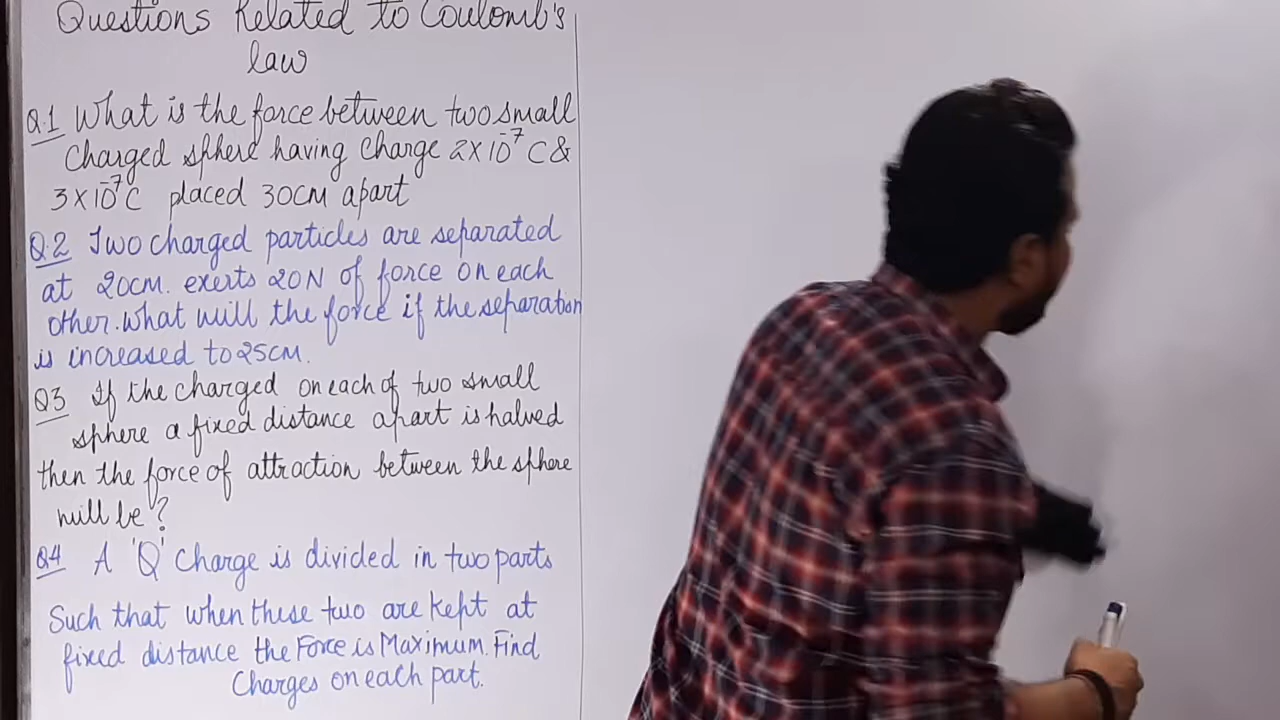 Questions Related to Coulomb's
law
Q.1 What is the force between two small
Charged sphere having charge 2x10⁻⁷ C &
3x10⁻⁷C placed 30CM apart
Q.2 Two charged particles are separated
at 20CM. exerts 20N of force on each
other. what will the force if the separation
is increased to 25CM.
Q3 If the charged on each of two small
sphere a fixed distance apart is halved
then the force of attraction between the sphere
will be?
Q4 A 'Q' Charge is divided in two parts
Such that when these two are kept at
fixed distance the Force is Maximum. Find
Charges on each part.